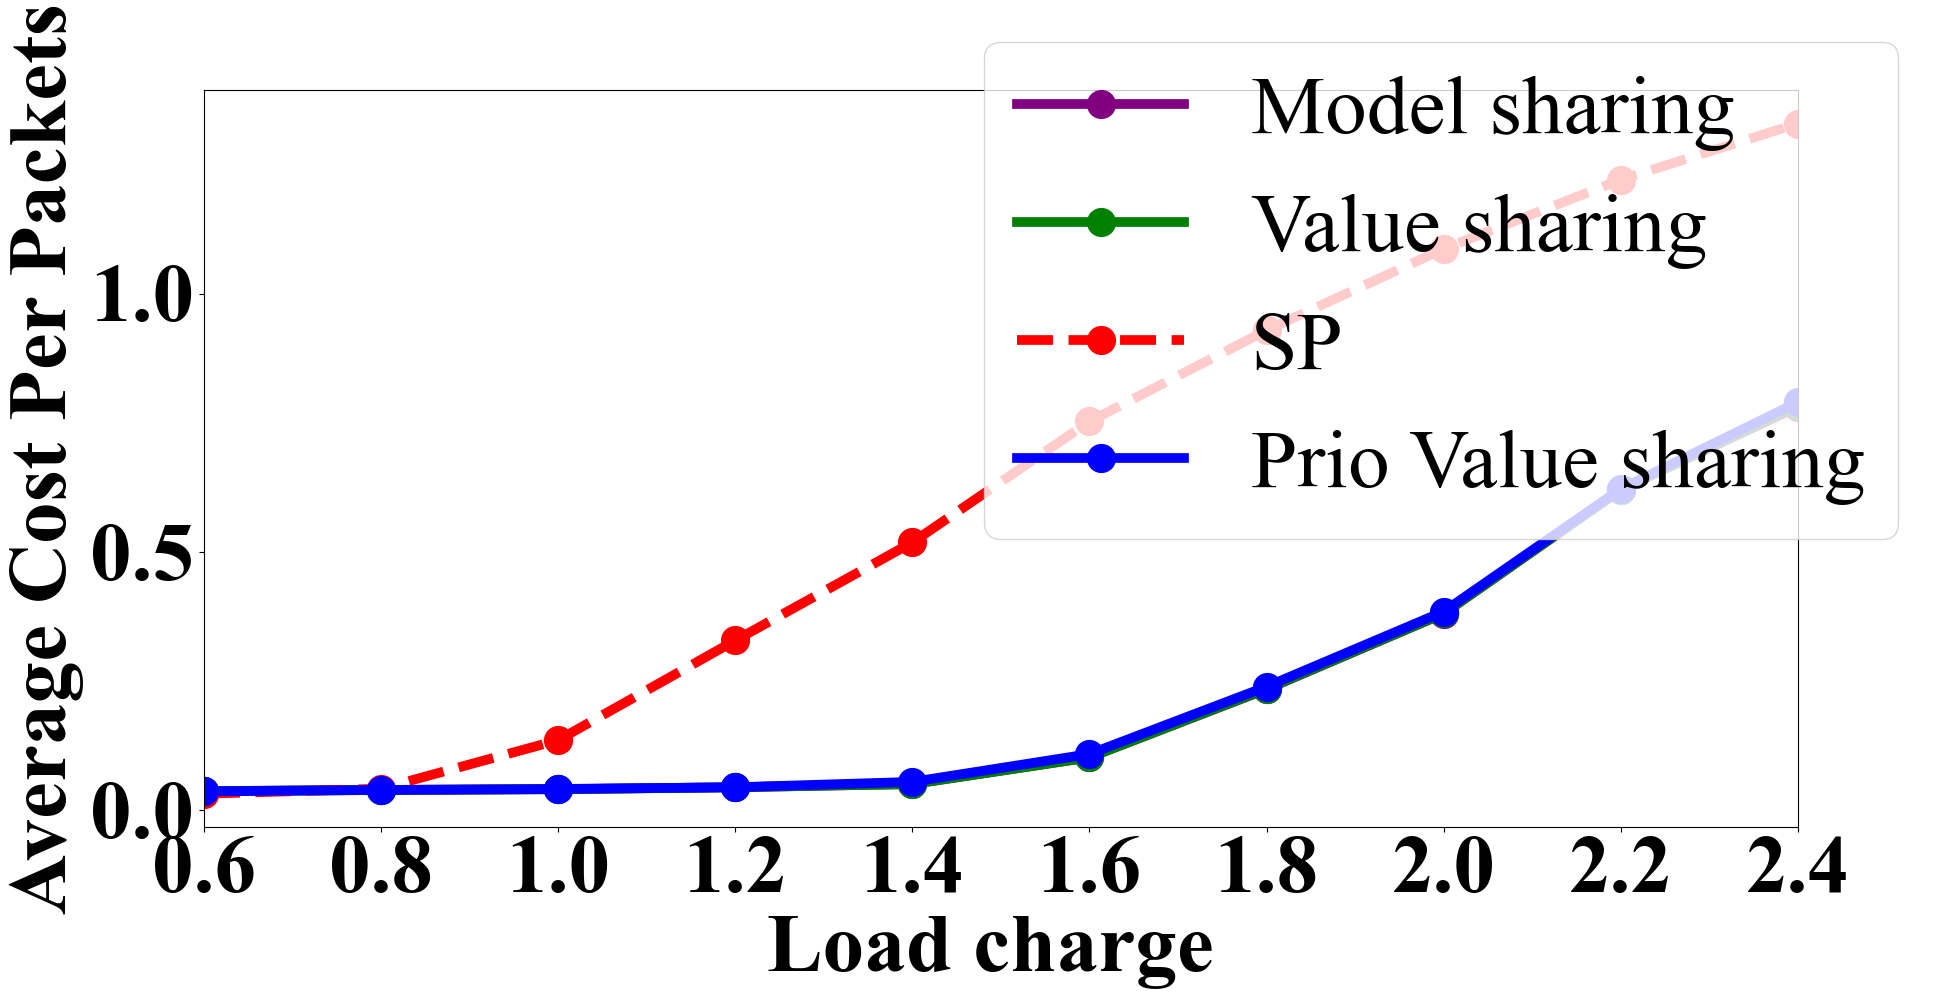 Average Cost Per Packets
1.0
0.5
0.0
0.6 0.8 1.0 1.2 1.4 1.6 1.8 2.0 2.2 2.4
Load charge
Model sharing
Value sharing
SP
Prio Value sharing